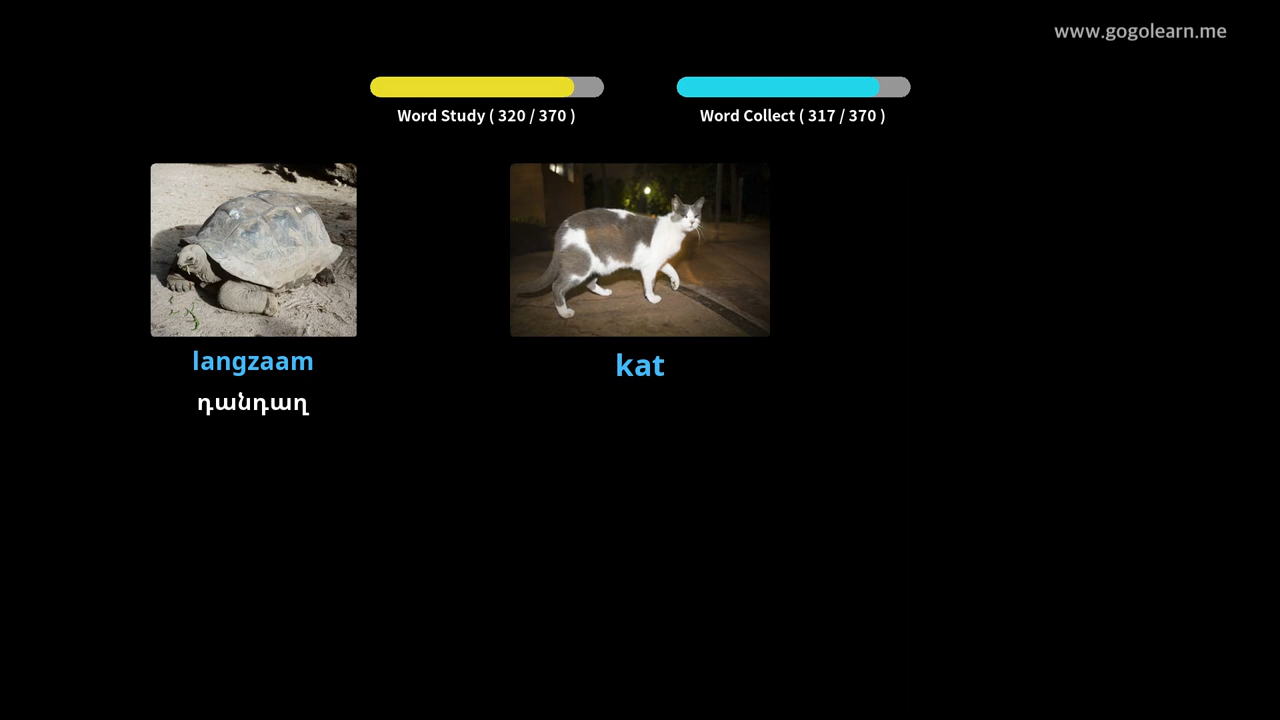 www.gogolearn.me
Word Study ( 320 / 370 )
Word Collect ( 317 / 370 )
langzaam
դանդաղ
kat